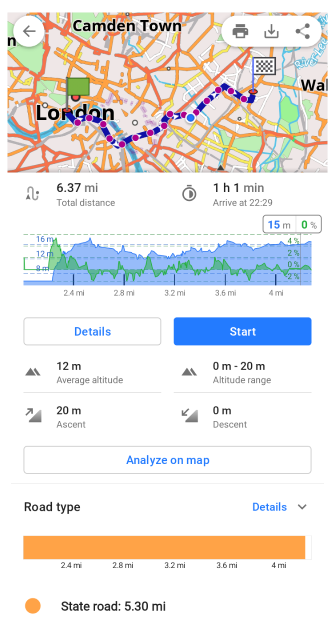 Camden Town
n
Wal
London
6.37 mi
Total distance
1 h 1 min
Arrive at 22:29
15 m 0 %
16 m
12 m
8 m
4 %
2 %
0 %
-2 %
2.4 mi 2.8 mi 3.2 mi 3.6 mi 4 mi
Details
Start
12 m
Average altitude
0 m - 20 m
Altitude range
20 m
Ascent
0 m
Descent
Analyze on map
Road type
Details
2.4 mi 2.8 mi 3.2 mi 3.6 mi 4 mi
State road: 5.30 mi